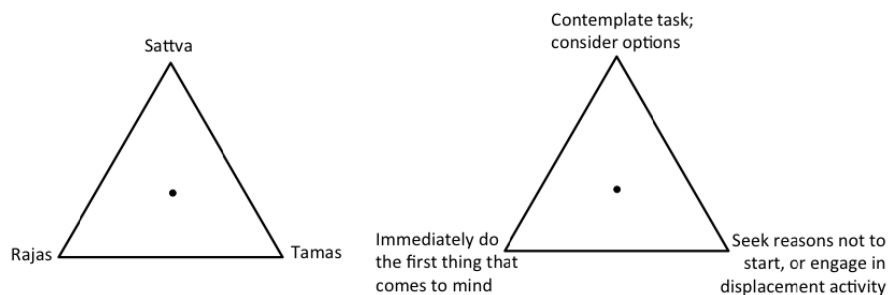 Sattva
Rajas
Tamas
Contemplate task;
consider options
Immediately do
the first thing that
comes to mind
Seek reasons not to
start, or engage in
displacement activity